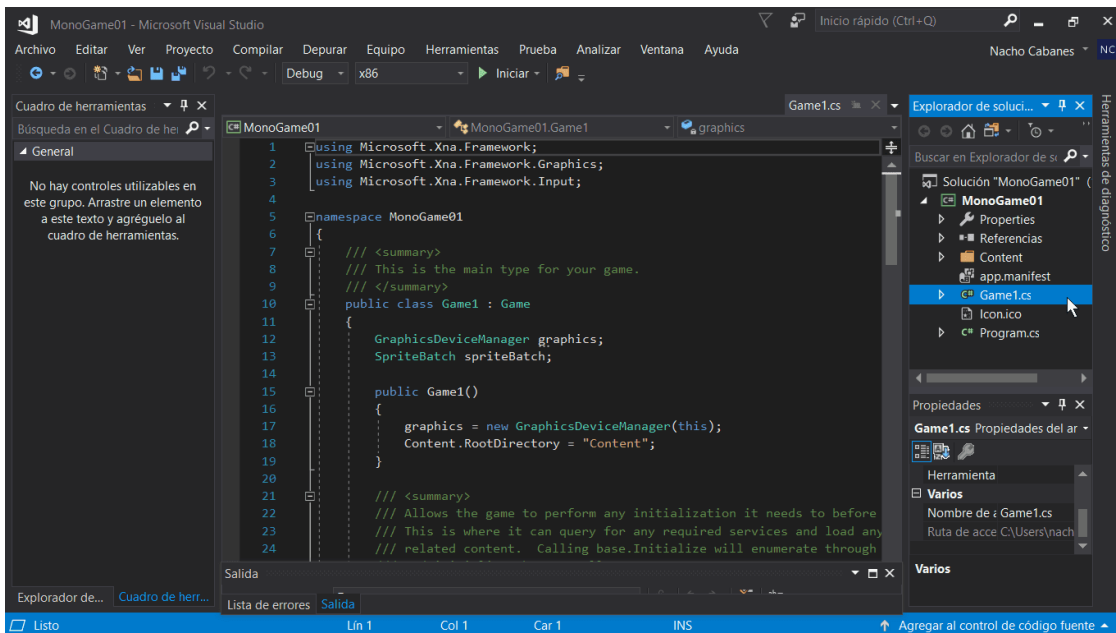 MonoGame01 - Microsoft Visual Studio
Inicio rápido (Ctrl+Q)
Archivo Editar Ver Proyecto Compilar Depurar Equipo Herramientas Prueba Analizar Ventana Ayuda
Nacho Cabanes NC
Debug x86 Iniciar
Cuadro de herramientas
Búsqueda en el Cuadro de her
General
No hay controles utilizables en
este grupo. Arrastre un elemento
a este texto y agréguelo al
cuadro de herramientas.
Explorador de... Cuadro de herr...
Game1.cs
MonoGame01 MonoGame01.Game1 graphics
1 using Microsoft.Xna.Framework;
2 using Microsoft.Xna.Framework.Graphics;
3 using Microsoft.Xna.Framework.Input;
4
5 namespace MonoGame01
6 {
7 /// <summary>
8 /// This is the main type for your game.
9 /// </summary>
10 public class Game1 : Game
11 {
12 GraphicsDeviceManager graphics;
13 SpriteBatch spriteBatch;
14
15 public Game1()
16 {
17 graphics = new GraphicsDeviceManager(this);
18 Content.RootDirectory = "Content";
19 }
20
21 /// <summary>
22 /// Allows the game to perform any initialization it needs to before
23 /// This is where it can query for any required services and load any
24 /// related content.  Calling base.Initialize will enumerate through
Salida
Lista de errores Salida
Explorador de soluci...
Buscar en Explorador de so
Solución "MonoGame01" (
MonoGame01
Properties
Referencias
Content
app.manifest
Game1.cs
Icon.ico
Program.cs
Propiedades
Game1.cs Propiedades del ar
Herramienta
Varios
Nombre de a Game1.cs
Ruta de acce C:\Users\nach
Varios
Herramientas de diagnóstico
Listo Lín 1 Col 1 Car 1 INS Agregar al control de código fuente